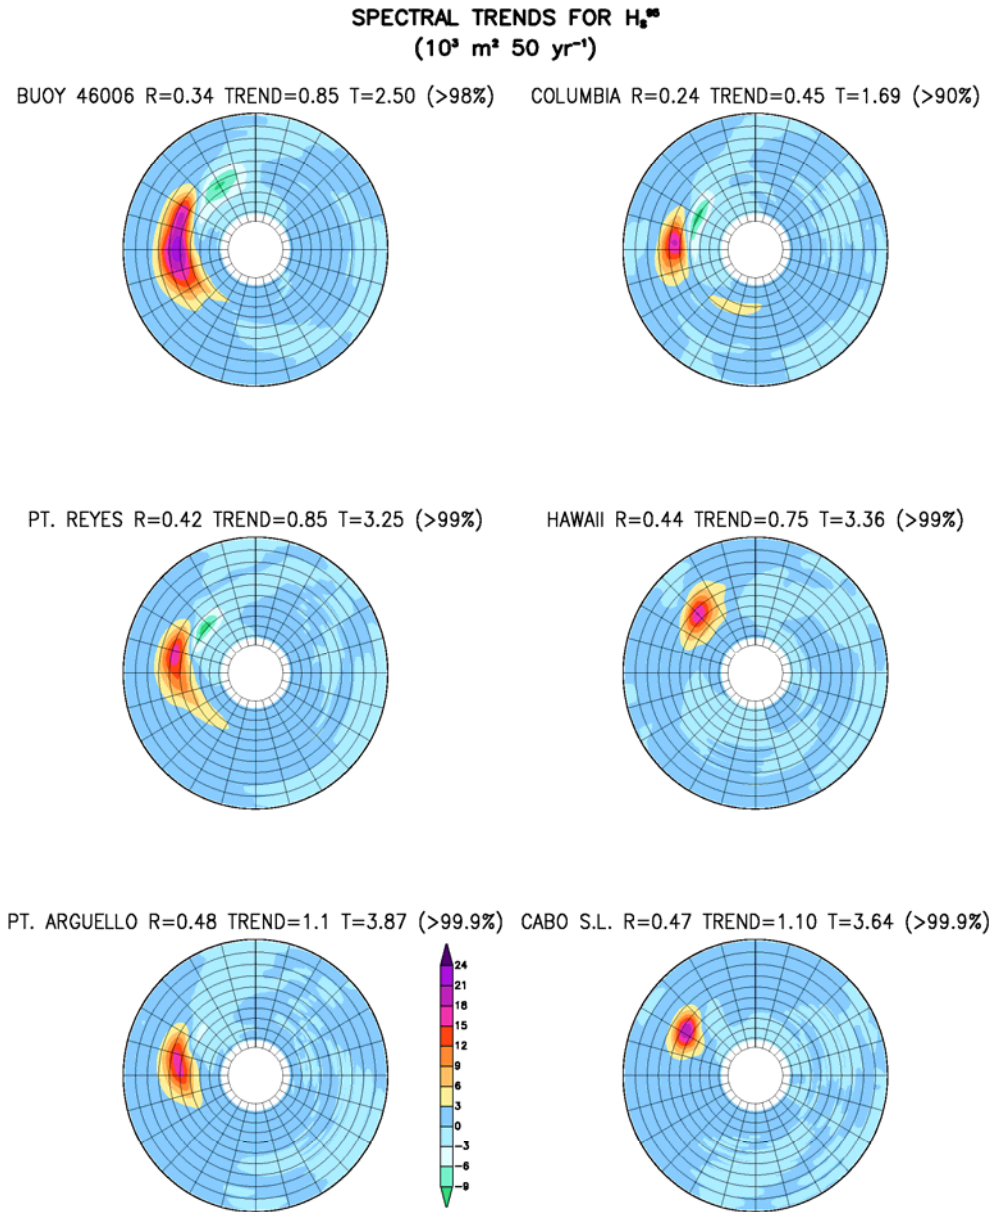 SPECTRAL TRENDS FOR Hₛ⁹⁵
(10³ m² 50 yr⁻¹)
BUOY 46006 R=0.34 TREND=0.85 T=2.50 (>98%)
COLUMBIA R=0.24 TREND=0.45 T=1.69 (>90%)
PT. REYES R=0.42 TREND=0.85 T=3.25 (>99%)
HAWAII R=0.44 TREND=0.75 T=3.36 (>99%)
PT. ARGUELLO R=0.48 TREND=1.1 T=3.87 (>99.9%)
CABO S.L. R=0.47 TREND=1.10 T=3.64 (>99.9%)
24
21
18
15
12
9
6
3
0
-3
-6
-9